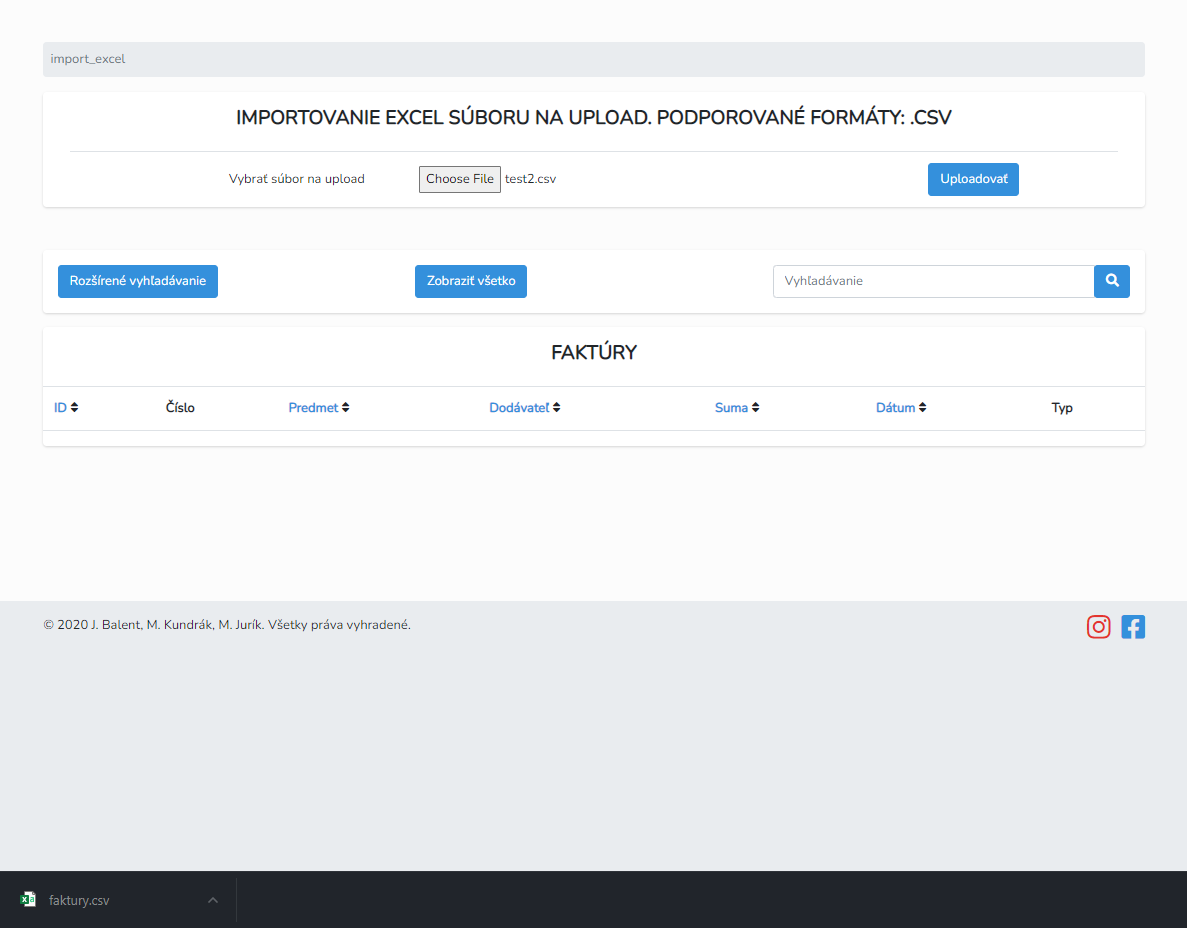 import_excel
IMPORTOVANIE EXCEL SÚBORU NA UPLOAD. PODPOROVANÉ FORMÁTY: .CSV
Vybrať súbor na upload Choose File test2.csv Uploadovať
Rozšírené vyhľadávanie Zobraziť všetko Vyhľadávanie
FAKTÚRY
ID Číslo Predmet Dodávateľ Suma Dátum Typ
© 2020 J. Balent, M. Kundrák, M. Jurík. Všetky práva vyhradené.
faktury.csv